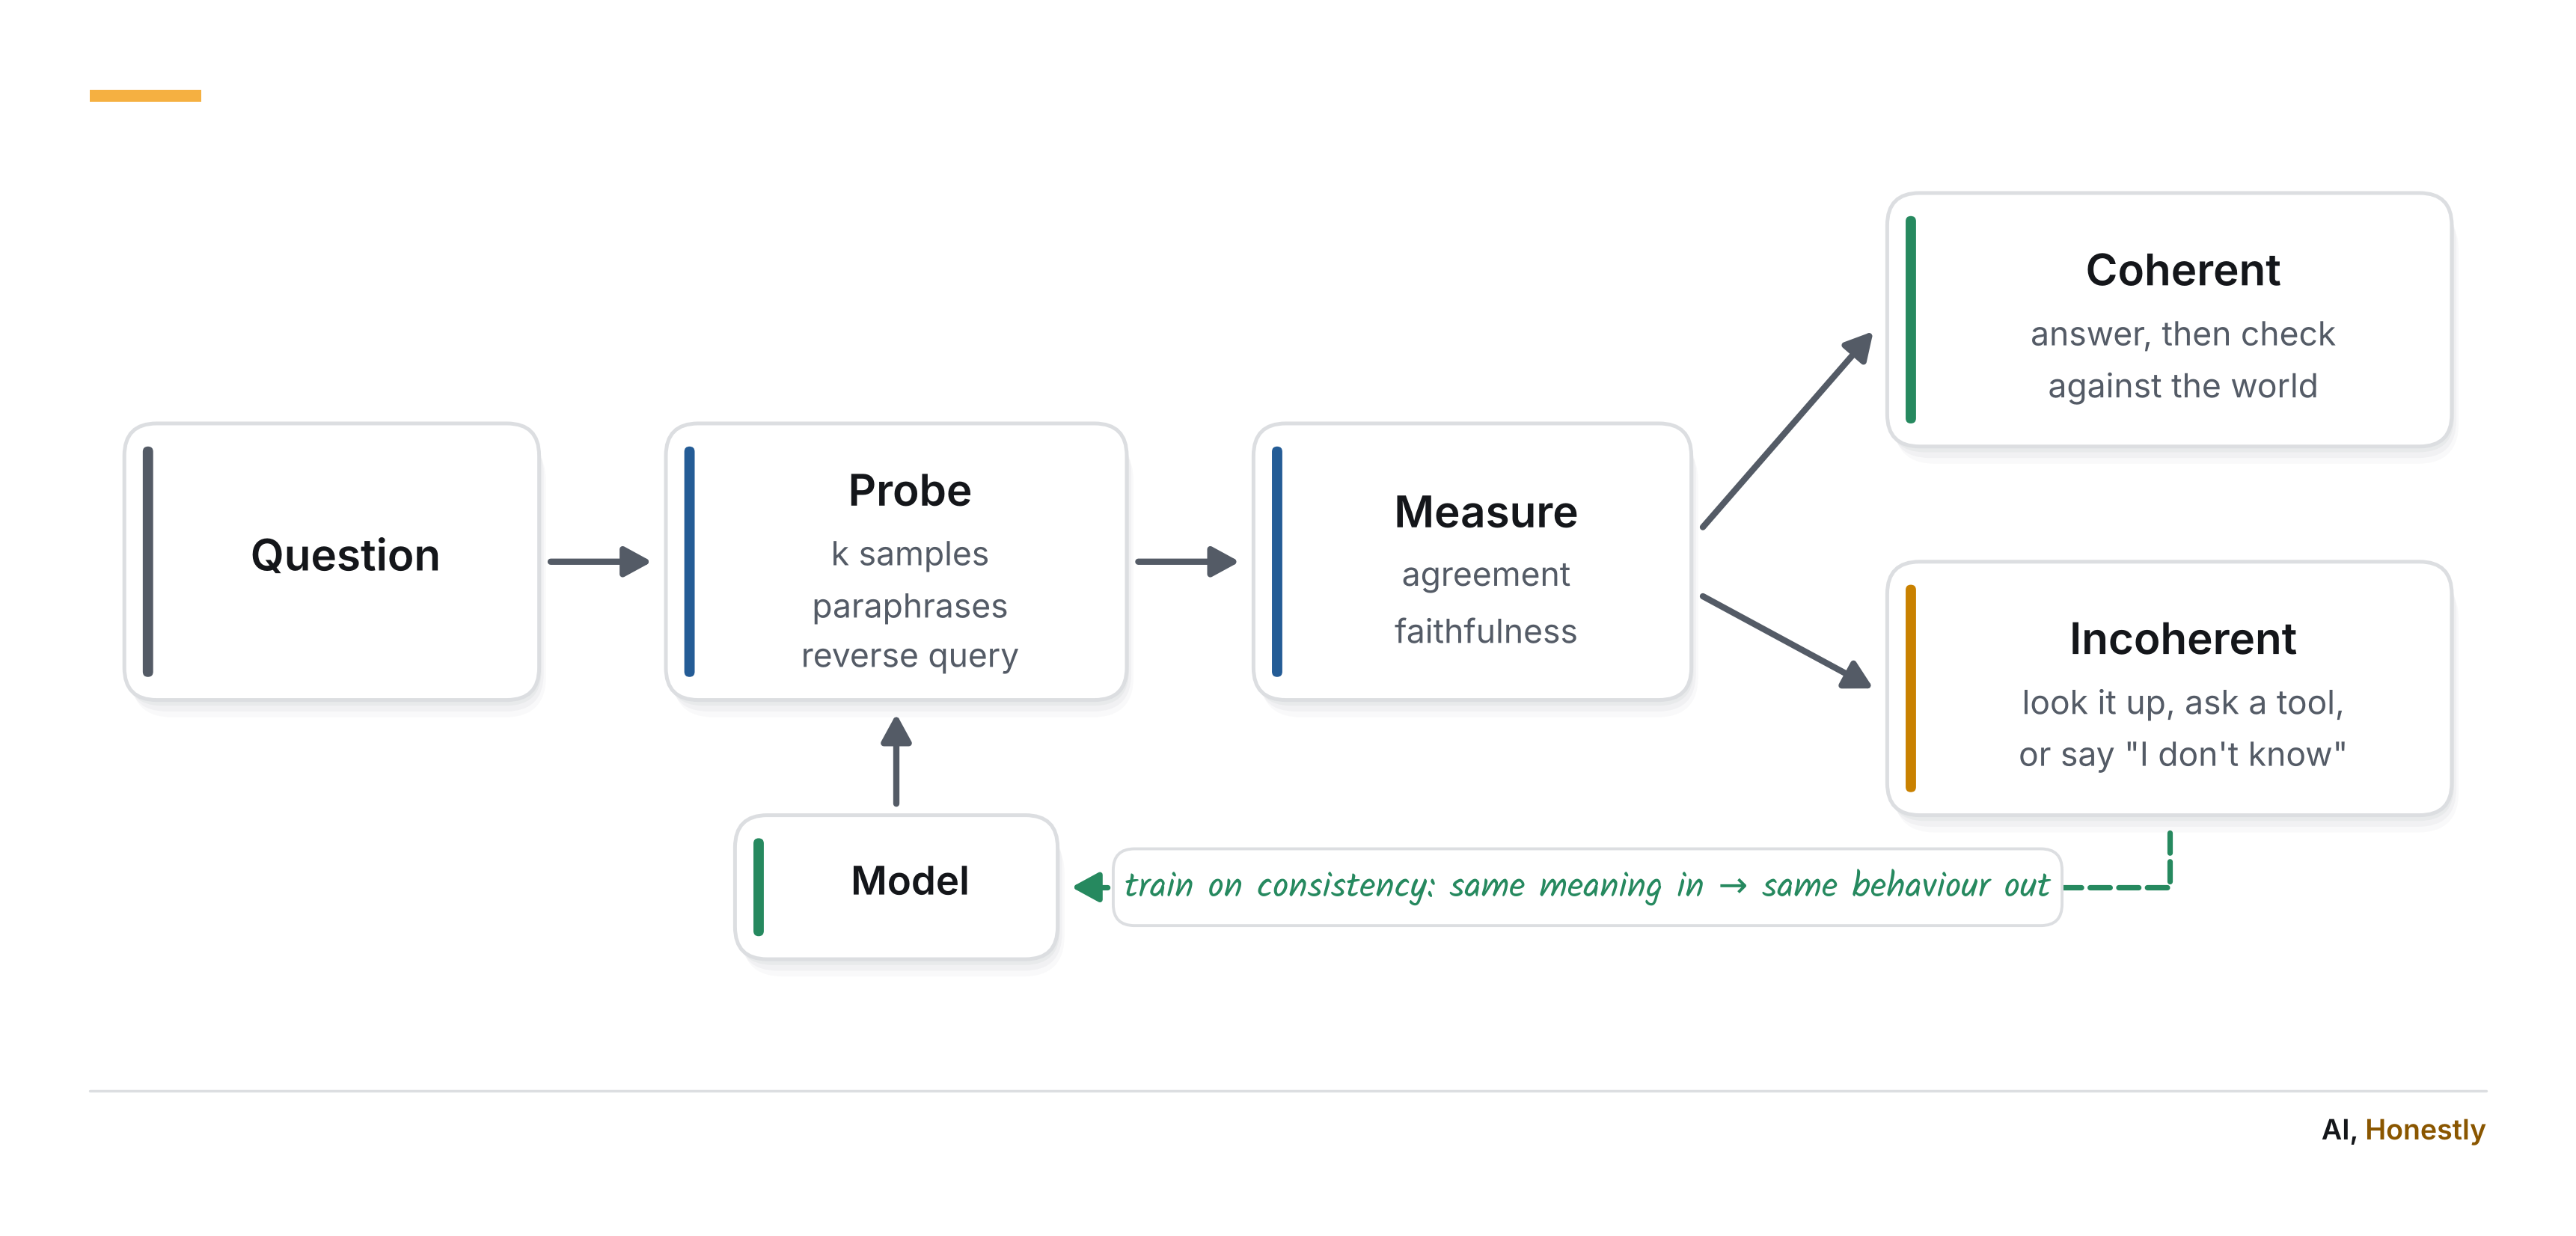 Question
Probe
k samples
paraphrases
reverse query
Measure
agreement
faithfulness
Coherent
answer, then check
against the world
Incoherent
look it up, ask a tool,
or say "I don't know"
Model
train on consistency: same meaning in → same behaviour out
AI, Honestly